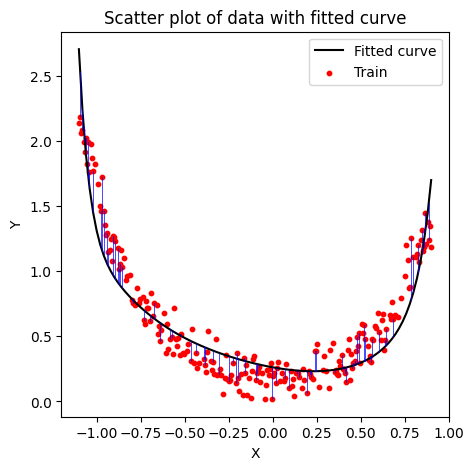 Scatter plot of data with fitted curve
Fitted curve
Train
Y
2.5
2.0
1.5
1.0
0.5
0.0
−1.00 −0.75 −0.50 −0.25 0.00 0.25 0.50 0.75 1.00
X